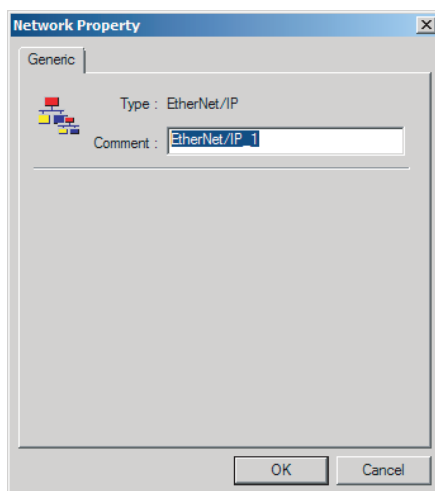 Network Property
Generic
Type : EtherNet/IP
Comment : EtherNet/IP_1
OK Cancel